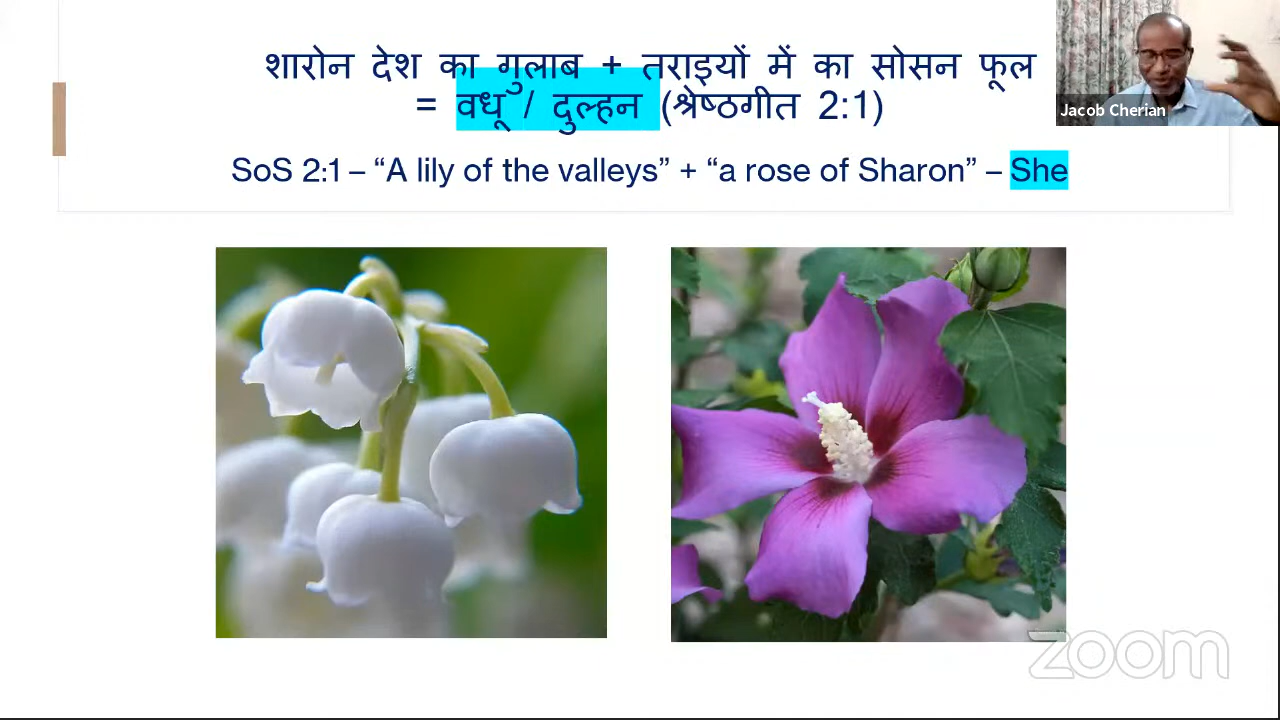 शारोन देश का गुलाब + तराइयों में का सोसन फूल
= वधू / दुल्हन (श्रेष्ठगीत 2:1)
SoS 2:1 – “A lily of the valleys” + “a rose of Sharon” – She
Jacob Cherian
zoom